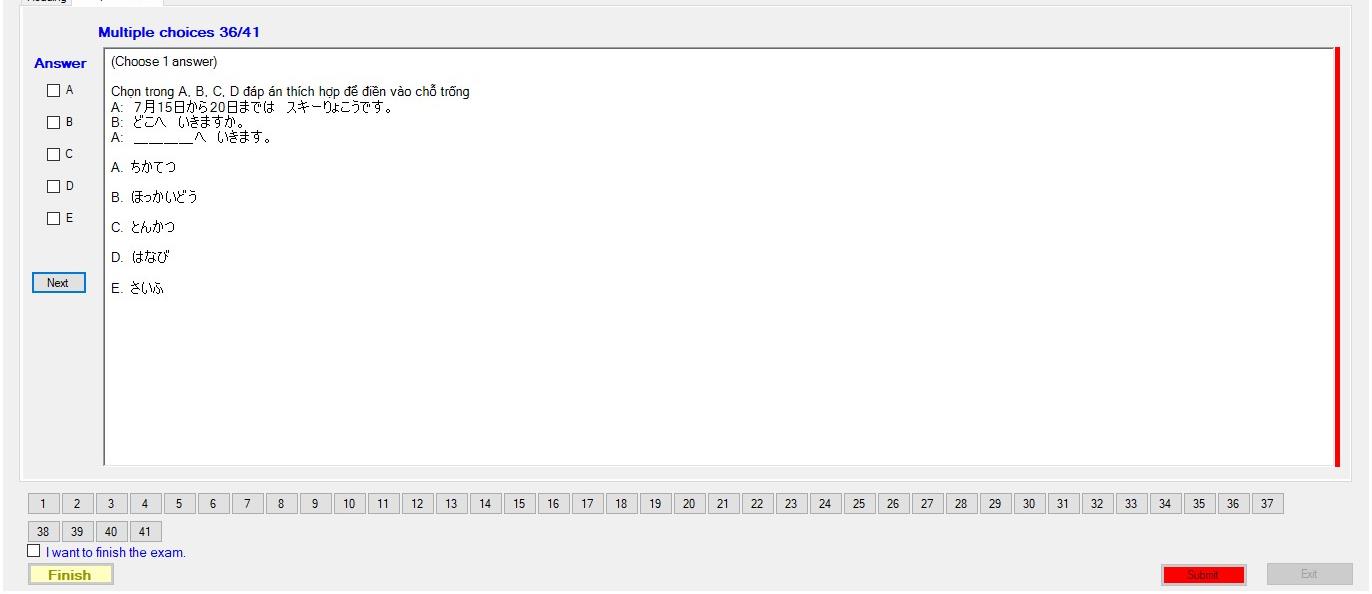 Multiple choices 36/41
Answer
A
B
C
D
E
Next
(Choose 1 answer)
Chọn trong A, B, C, D đáp án thích hợp để điền vào chỗ trống
A: 7月15日から20日までは スキーりょこうです。
B: どこへ いきますか。
A: ________へ いきます。
A. ちかてつ
B. ほっかいどう
C. とんかつ
D. はなび
E. さいふ
1 2 3 4 5 6 7 8 9 10 11 12 13 14 15 16 17 18 19 20 21 22 23 24 25 26 27 28 29 30 31 32 33 34 35 36 37
38 39 40 41
I want to finish the exam.
Finish
Submit
Exit